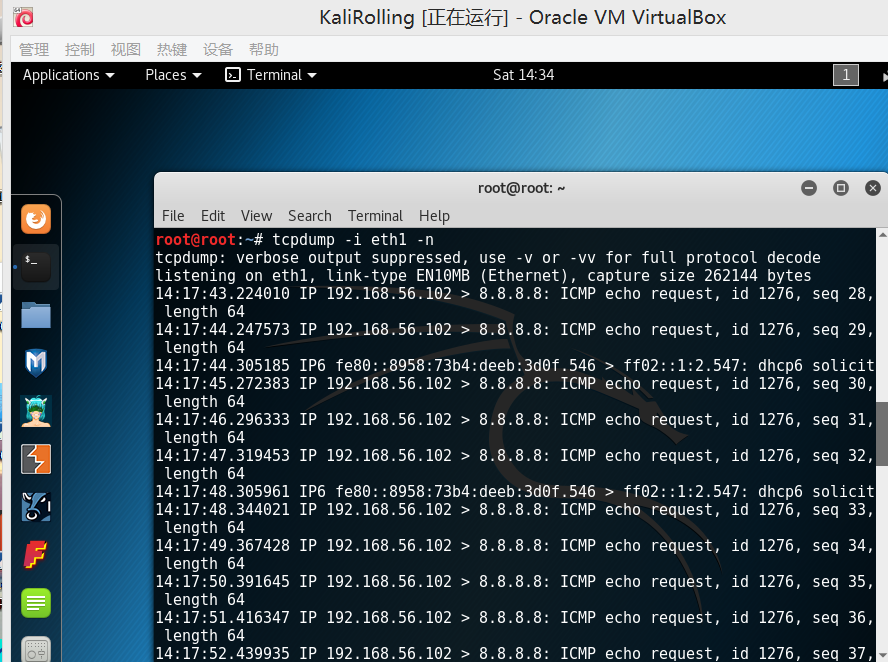 KaliRolling [正在运行] - Oracle VM VirtualBox
管理 控制 视图 热键 设备 帮助
Applications Places Terminal Sat 14:34 1
root@root: ~
File Edit View Search Terminal Help
root@root:~# tcpdump -i eth1 -n
tcpdump: verbose output suppressed, use -v or -vv for full protocol decode
listening on eth1, link-type EN10MB (Ethernet), capture size 262144 bytes
14:17:43.224010 IP 192.168.56.102 > 8.8.8.8: ICMP echo request, id 1276, seq 28,
length 64
14:17:44.247573 IP 192.168.56.102 > 8.8.8.8: ICMP echo request, id 1276, seq 29,
length 64
14:17:44.305185 IP6 fe80::8958:73b4:deeb:3d0f.546 > ff02::1:2.547: dhcp6 solicit
14:17:45.272383 IP 192.168.56.102 > 8.8.8.8: ICMP echo request, id 1276, seq 30,
length 64
14:17:46.296333 IP 192.168.56.102 > 8.8.8.8: ICMP echo request, id 1276, seq 31,
length 64
14:17:47.319453 IP 192.168.56.102 > 8.8.8.8: ICMP echo request, id 1276, seq 32,
length 64
14:17:48.305961 IP6 fe80::8958:73b4:deeb:3d0f.546 > ff02::1:2.547: dhcp6 solicit
14:17:48.344021 IP 192.168.56.102 > 8.8.8.8: ICMP echo request, id 1276, seq 33,
length 64
14:17:49.367428 IP 192.168.56.102 > 8.8.8.8: ICMP echo request, id 1276, seq 34,
length 64
14:17:50.391645 IP 192.168.56.102 > 8.8.8.8: ICMP echo request, id 1276, seq 35,
length 64
14:17:51.416347 IP 192.168.56.102 > 8.8.8.8: ICMP echo request, id 1276, seq 36,
length 64
14:17:52.439935 IP 192.168.56.102 > 8.8.8.8: ICMP echo request, id 1276, seq 37,